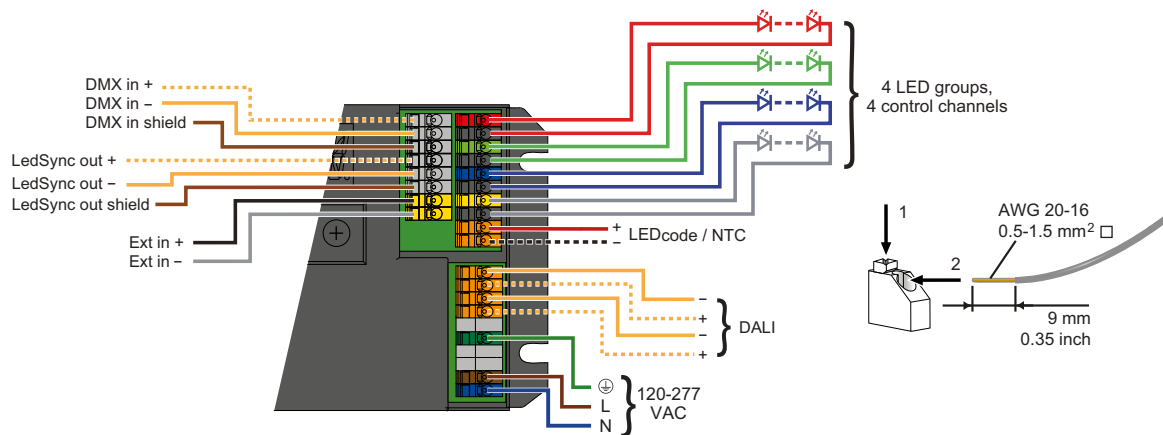 DMX in +
DMX in −
DMX in shield
LedSync out +
LedSync out −
LedSync out shield
Ext in +
Ext in −
4 LED groups,
4 control channels
+
−
LEDcode / NTC
−
+
−
+
DALI
L
N
120-277
VAC
1
2
AWG 20-16
0.5-1.5 mm² □
9 mm
0.35 inch